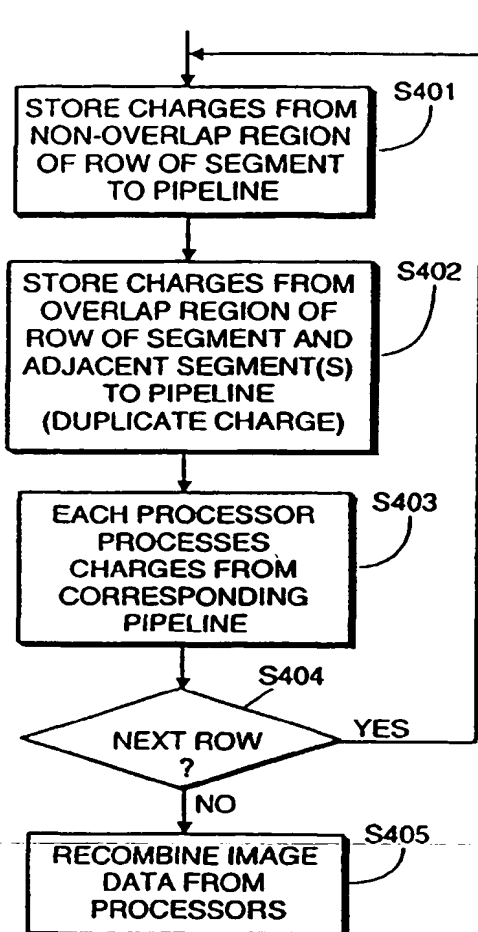 S401
STORE CHARGES FROM
NON-OVERLAP REGION
OF ROW OF SEGMENT
TO PIPELINE
S402
STORE CHARGES FROM
OVERLAP REGION OF
ROW OF SEGMENT AND
ADJACENT SEGMENT(S)
TO PIPELINE
(DUPLICATE CHARGE)
S403
EACH PROCESSOR
PROCESSES
CHARGES FROM
CORRESPONDING
PIPELINE
S404
NEXT ROW
?
YES
NO
S405
RECOMBINE IMAGE
DATA FROM
PROCESSORS